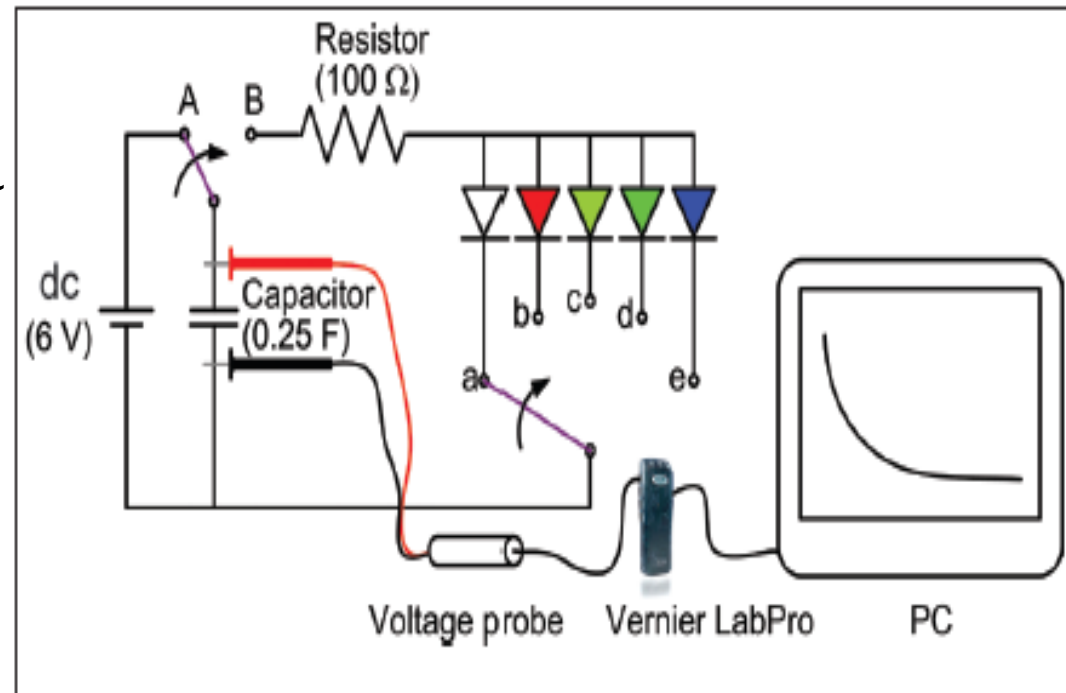 Resistor
(100 Ω)
A B
dc
(6 V)
Capacitor
(0.25 F)
b c d
a e
Voltage probe Vernier LabPro PC